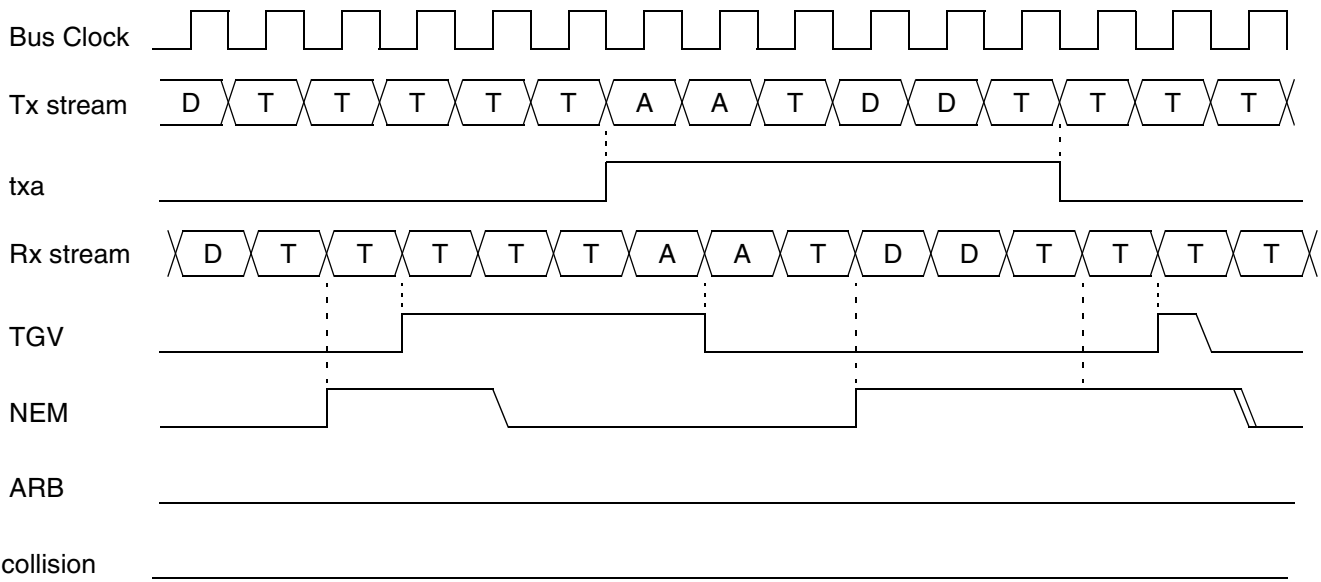 Bus Clock
Tx stream D T T T T T A A T D D T T T T
txa
Rx stream D T T T T T A A T D D T T T T
TGV
NEM
ARB
collision